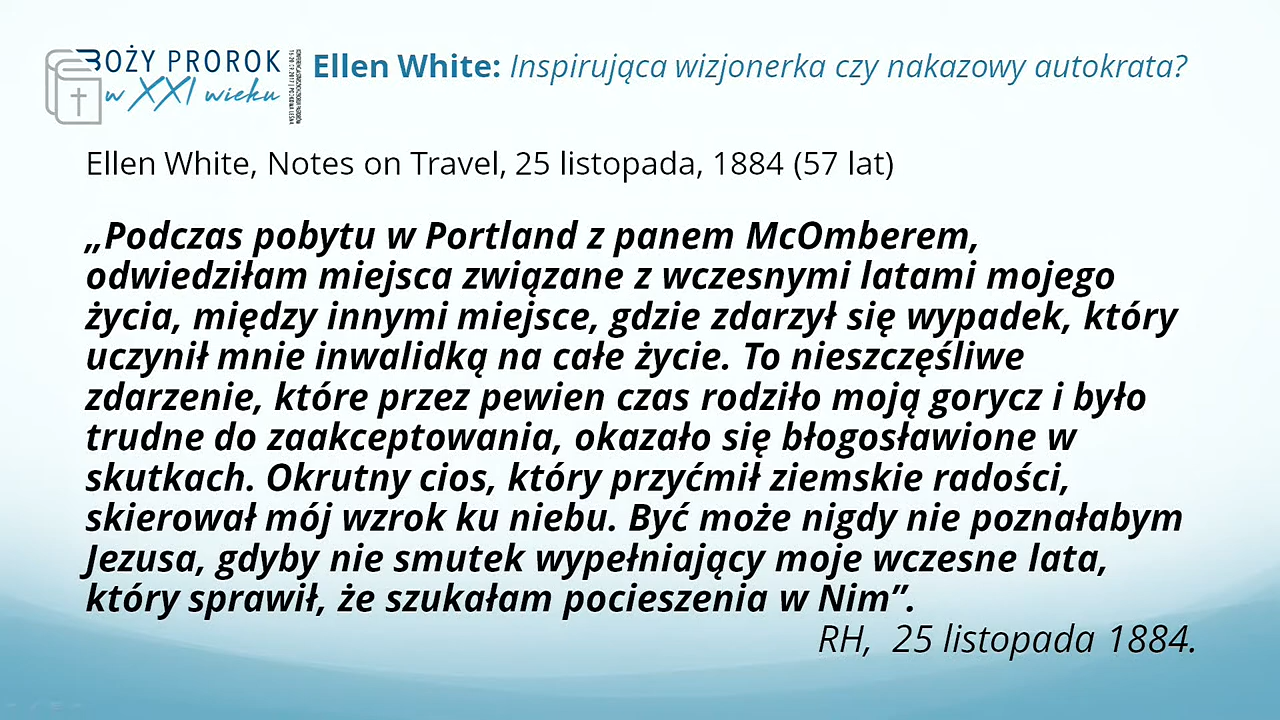 BOŻY PROROK
w XXI wieku
Ellen White: Inspirująca wizjonerka czy nakazowy autokrata?
Ellen White, Notes on Travel, 25 listopada, 1884 (57 lat)
„Podczas pobytu w Portland z panem McOmberem,
odwiedziłam miejsca związane z wczesnymi latami mojego
życia, między innymi miejsce, gdzie zdarzył się wypadek, który
uczynił mnie inwalidką na całe życie. To nieszczęśliwe
zdarzenie, które przez pewien czas rodziło moją gorycz i było
trudne do zaakceptowania, okazało się błogosławione w
skutkach. Okrutny cios, który przyćmił ziemskie radości,
skierował mój wzrok ku niebu. Być może nigdy nie poznałabym
Jezusa, gdyby nie smutek wypełniający moje wczesne lata,
który sprawił, że szukałam pocieszenia w Nim”.
RH, 25 listopada 1884.